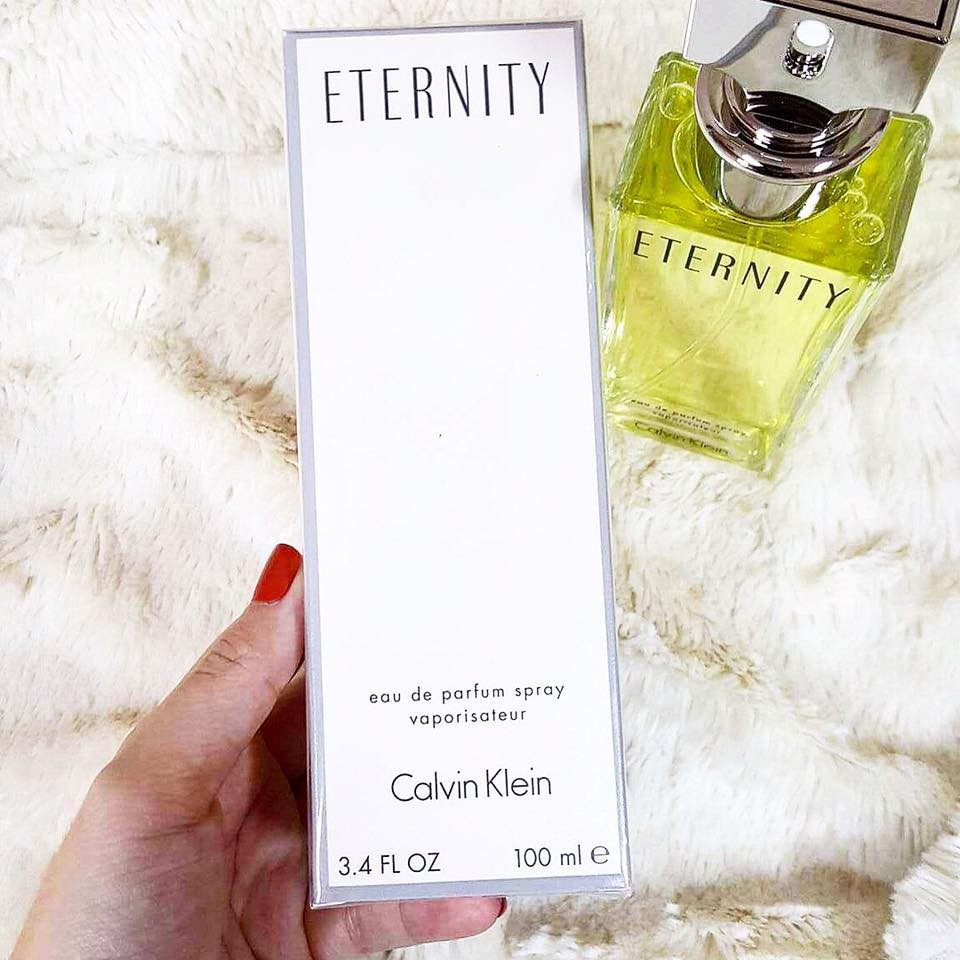 ETERNITY
eau de parfum spray
vaporisateur
Calvin Klein
3.4 FL OZ 100 ml ℮
ETERNITY
eau de parfum spray
vaporisateur
Calvin Klein